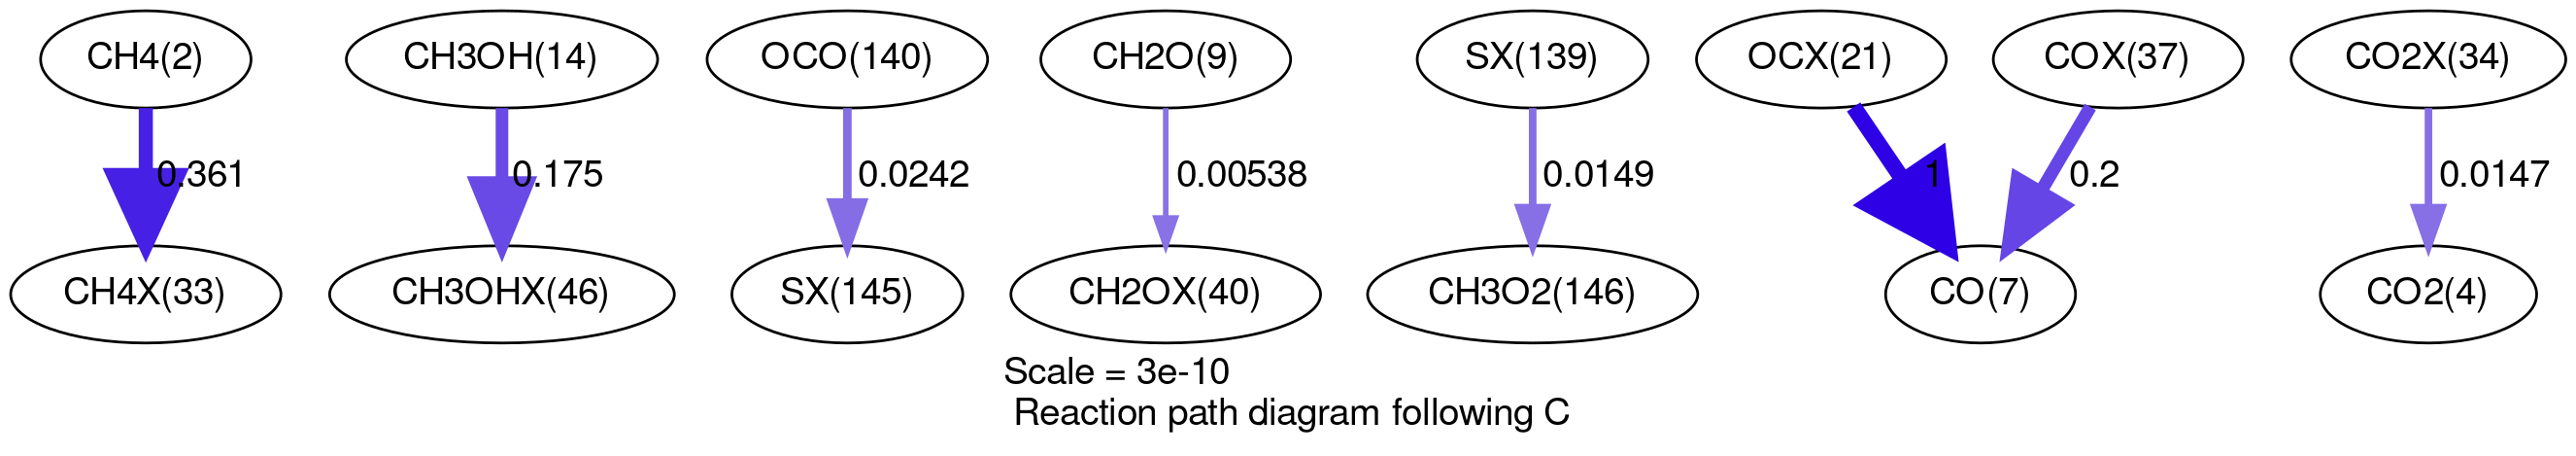 CH4(2)
CH3OH(14)
OCO(140)
CH2O(9)
SX(139)
OCX(21)
COX(37)
CO2X(34)
0.361
0.175
0.0242
0.00538
0.0149
1
0.2
0.0147
CH4X(33)
CH3OHX(46)
SX(145)
CH2OX(40)
CH3O2(146)
CO(7)
CO2(4)
Scale = 3e-10
Reaction path diagram following C